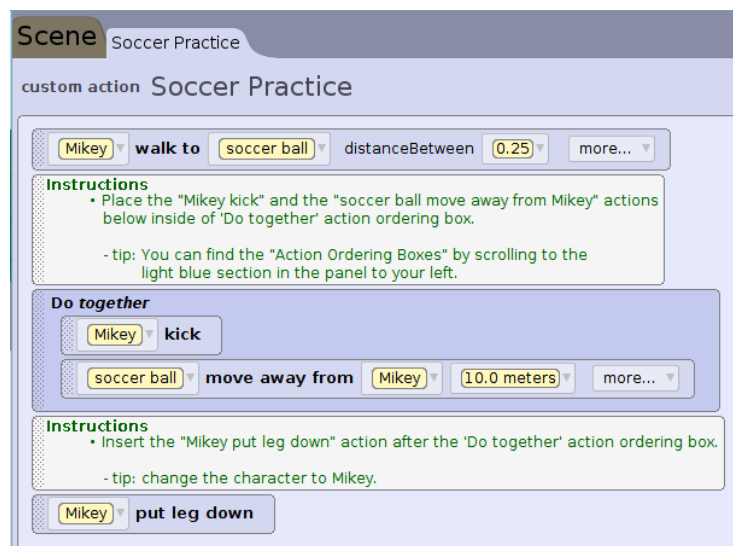 Scene Soccer Practice
custom action Soccer Practice
Mikey walk to soccer ball distanceBetween 0.25 more...
Instructions
• Place the "Mikey kick" and the "soccer ball move away from Mikey" actions
below inside of 'Do together' action ordering box.
- tip: You can find the "Action Ordering Boxes" by scrolling to the
light blue section in the panel to your left.
Do together
Mikey kick
soccer ball move away from Mikey 10.0 meters more...
Instructions
• Insert the "Mikey put leg down" action after the 'Do together' action ordering box.
- tip: change the character to Mikey.
Mikey put leg down